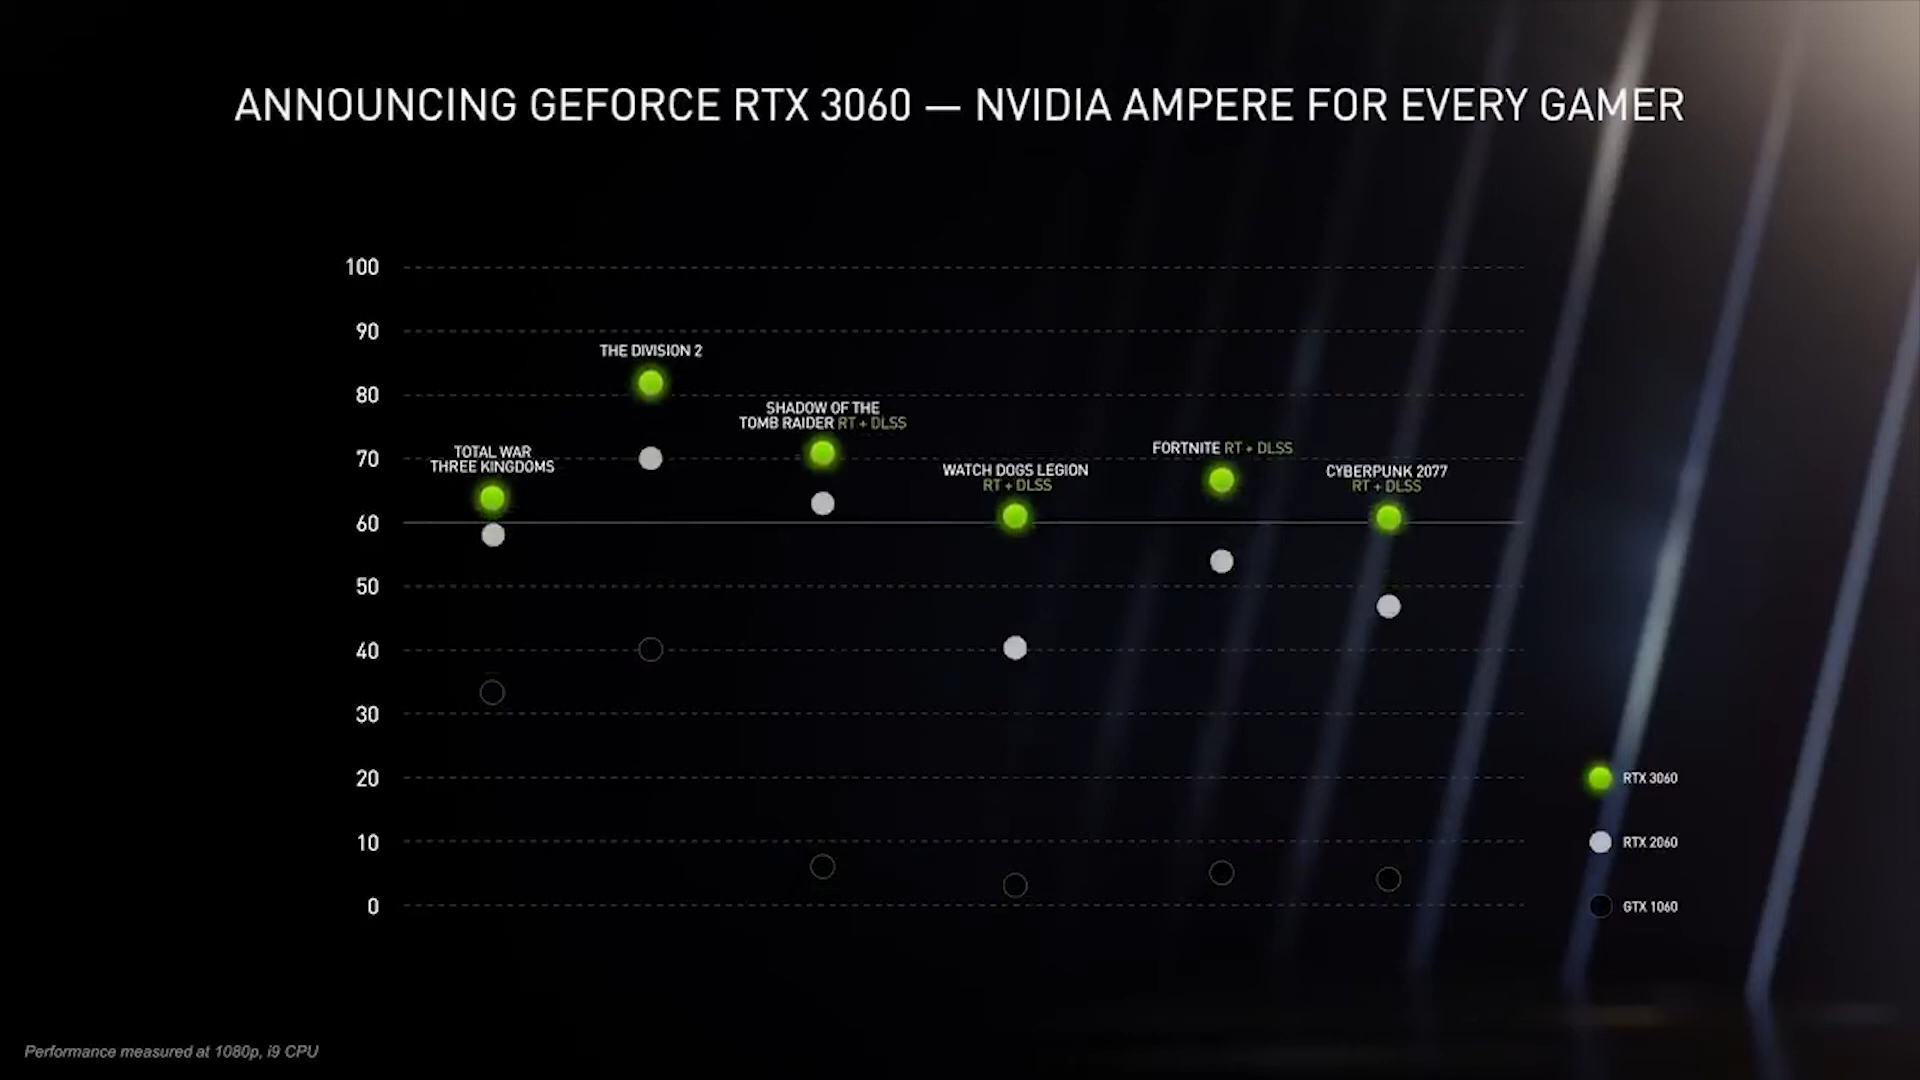 ANNOUNCING GEFORCE RTX 3060 — NVIDIA AMPERE FOR EVERY GAMER
100
90
THE DIVISION 2
80
SHADOW OF THE
TOMB RAIDER RT + DLSS
TOTAL WAR
THREE KINGDOMS
70
FORTNITE RT + DLSS
WATCH DOGS LEGION
RT + DLSS
CYBERPUNK 2077
RT + DLSS
60
50
40
30
20
10
0
RTX 3060
RTX 2060
GTX 1060
Performance measured at 1080p, i9 CPU